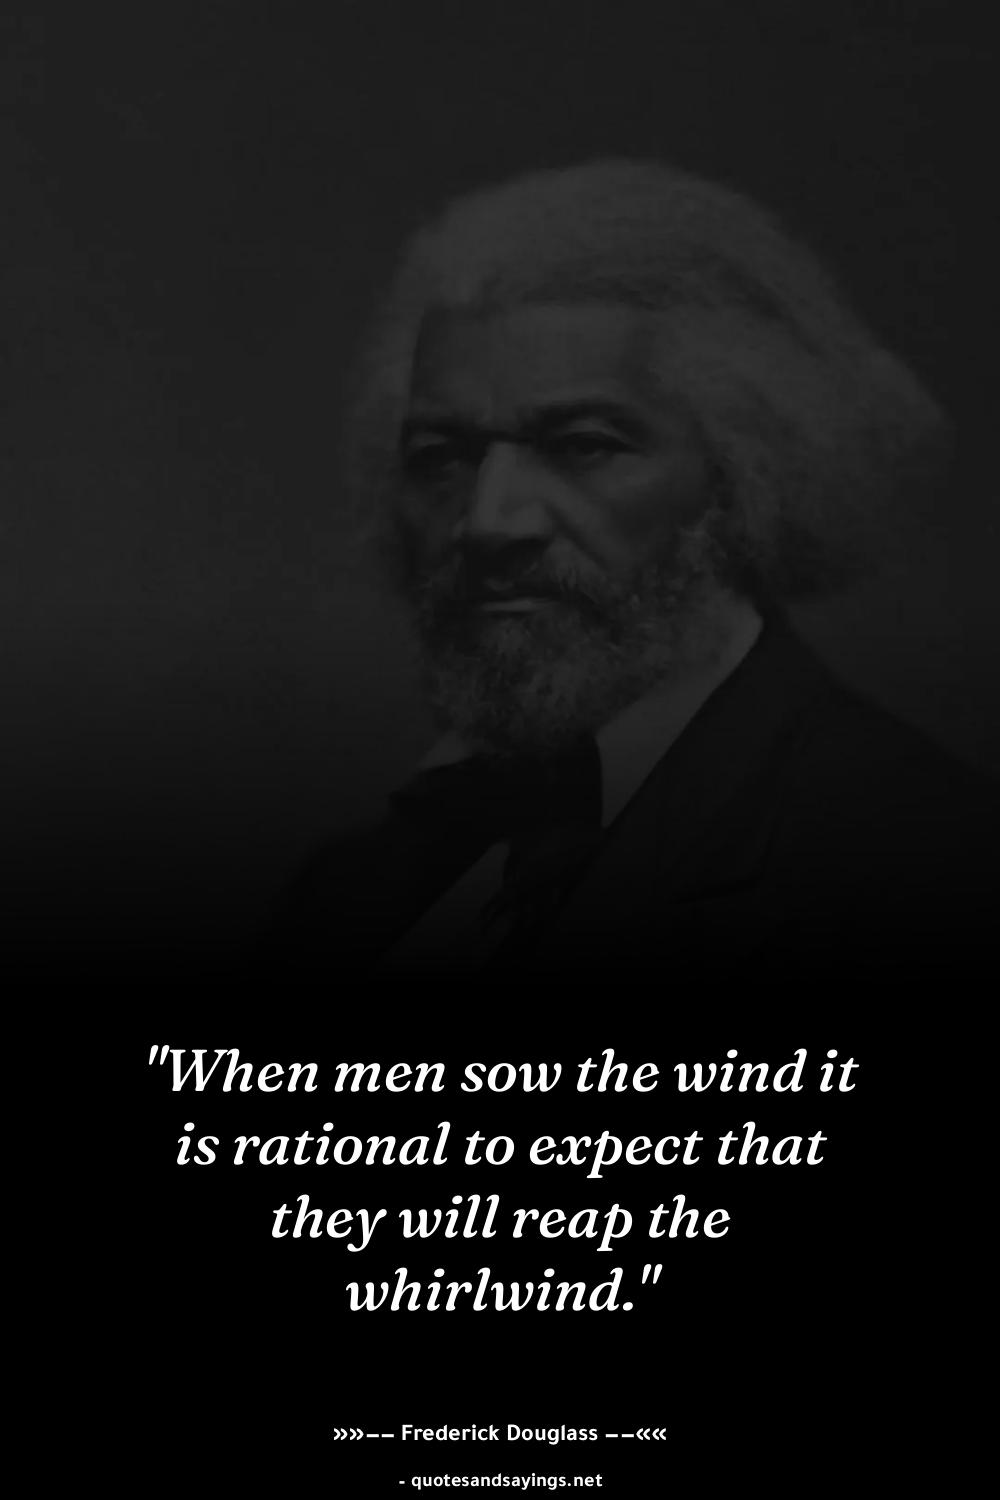 "When men sow the wind it
is rational to expect that
they will reap the
whirlwind."
»»−− Frederick Douglass −−««
- quotesandsayings.net